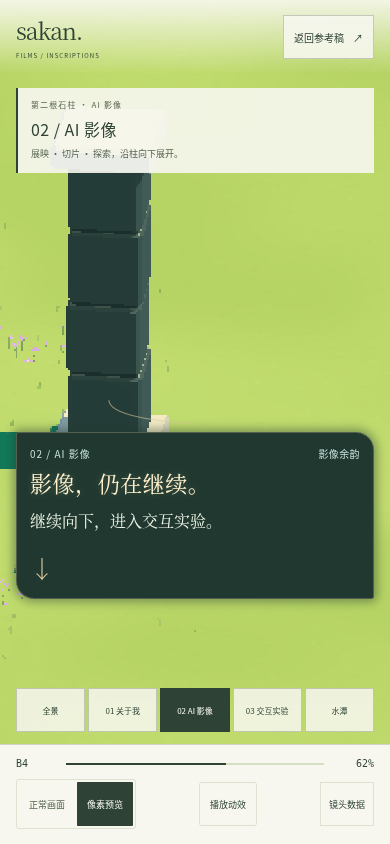 sakan.
返回参考稿 ↗
FILMS / INSCRIPTIONS
第二根石柱 · AI 影像
02 / AI 影像
展映 · 切片 · 探索，沿柱向下展开。
02 / AI 影像
影像余韵
影像，仍在继续。
继续向下，进入交互实验。
↓
全景
01 关于我
02 AI 影像
03 交互实验
水潭
B4
62%
正常画面
像素预览
播放动效
镜头数据